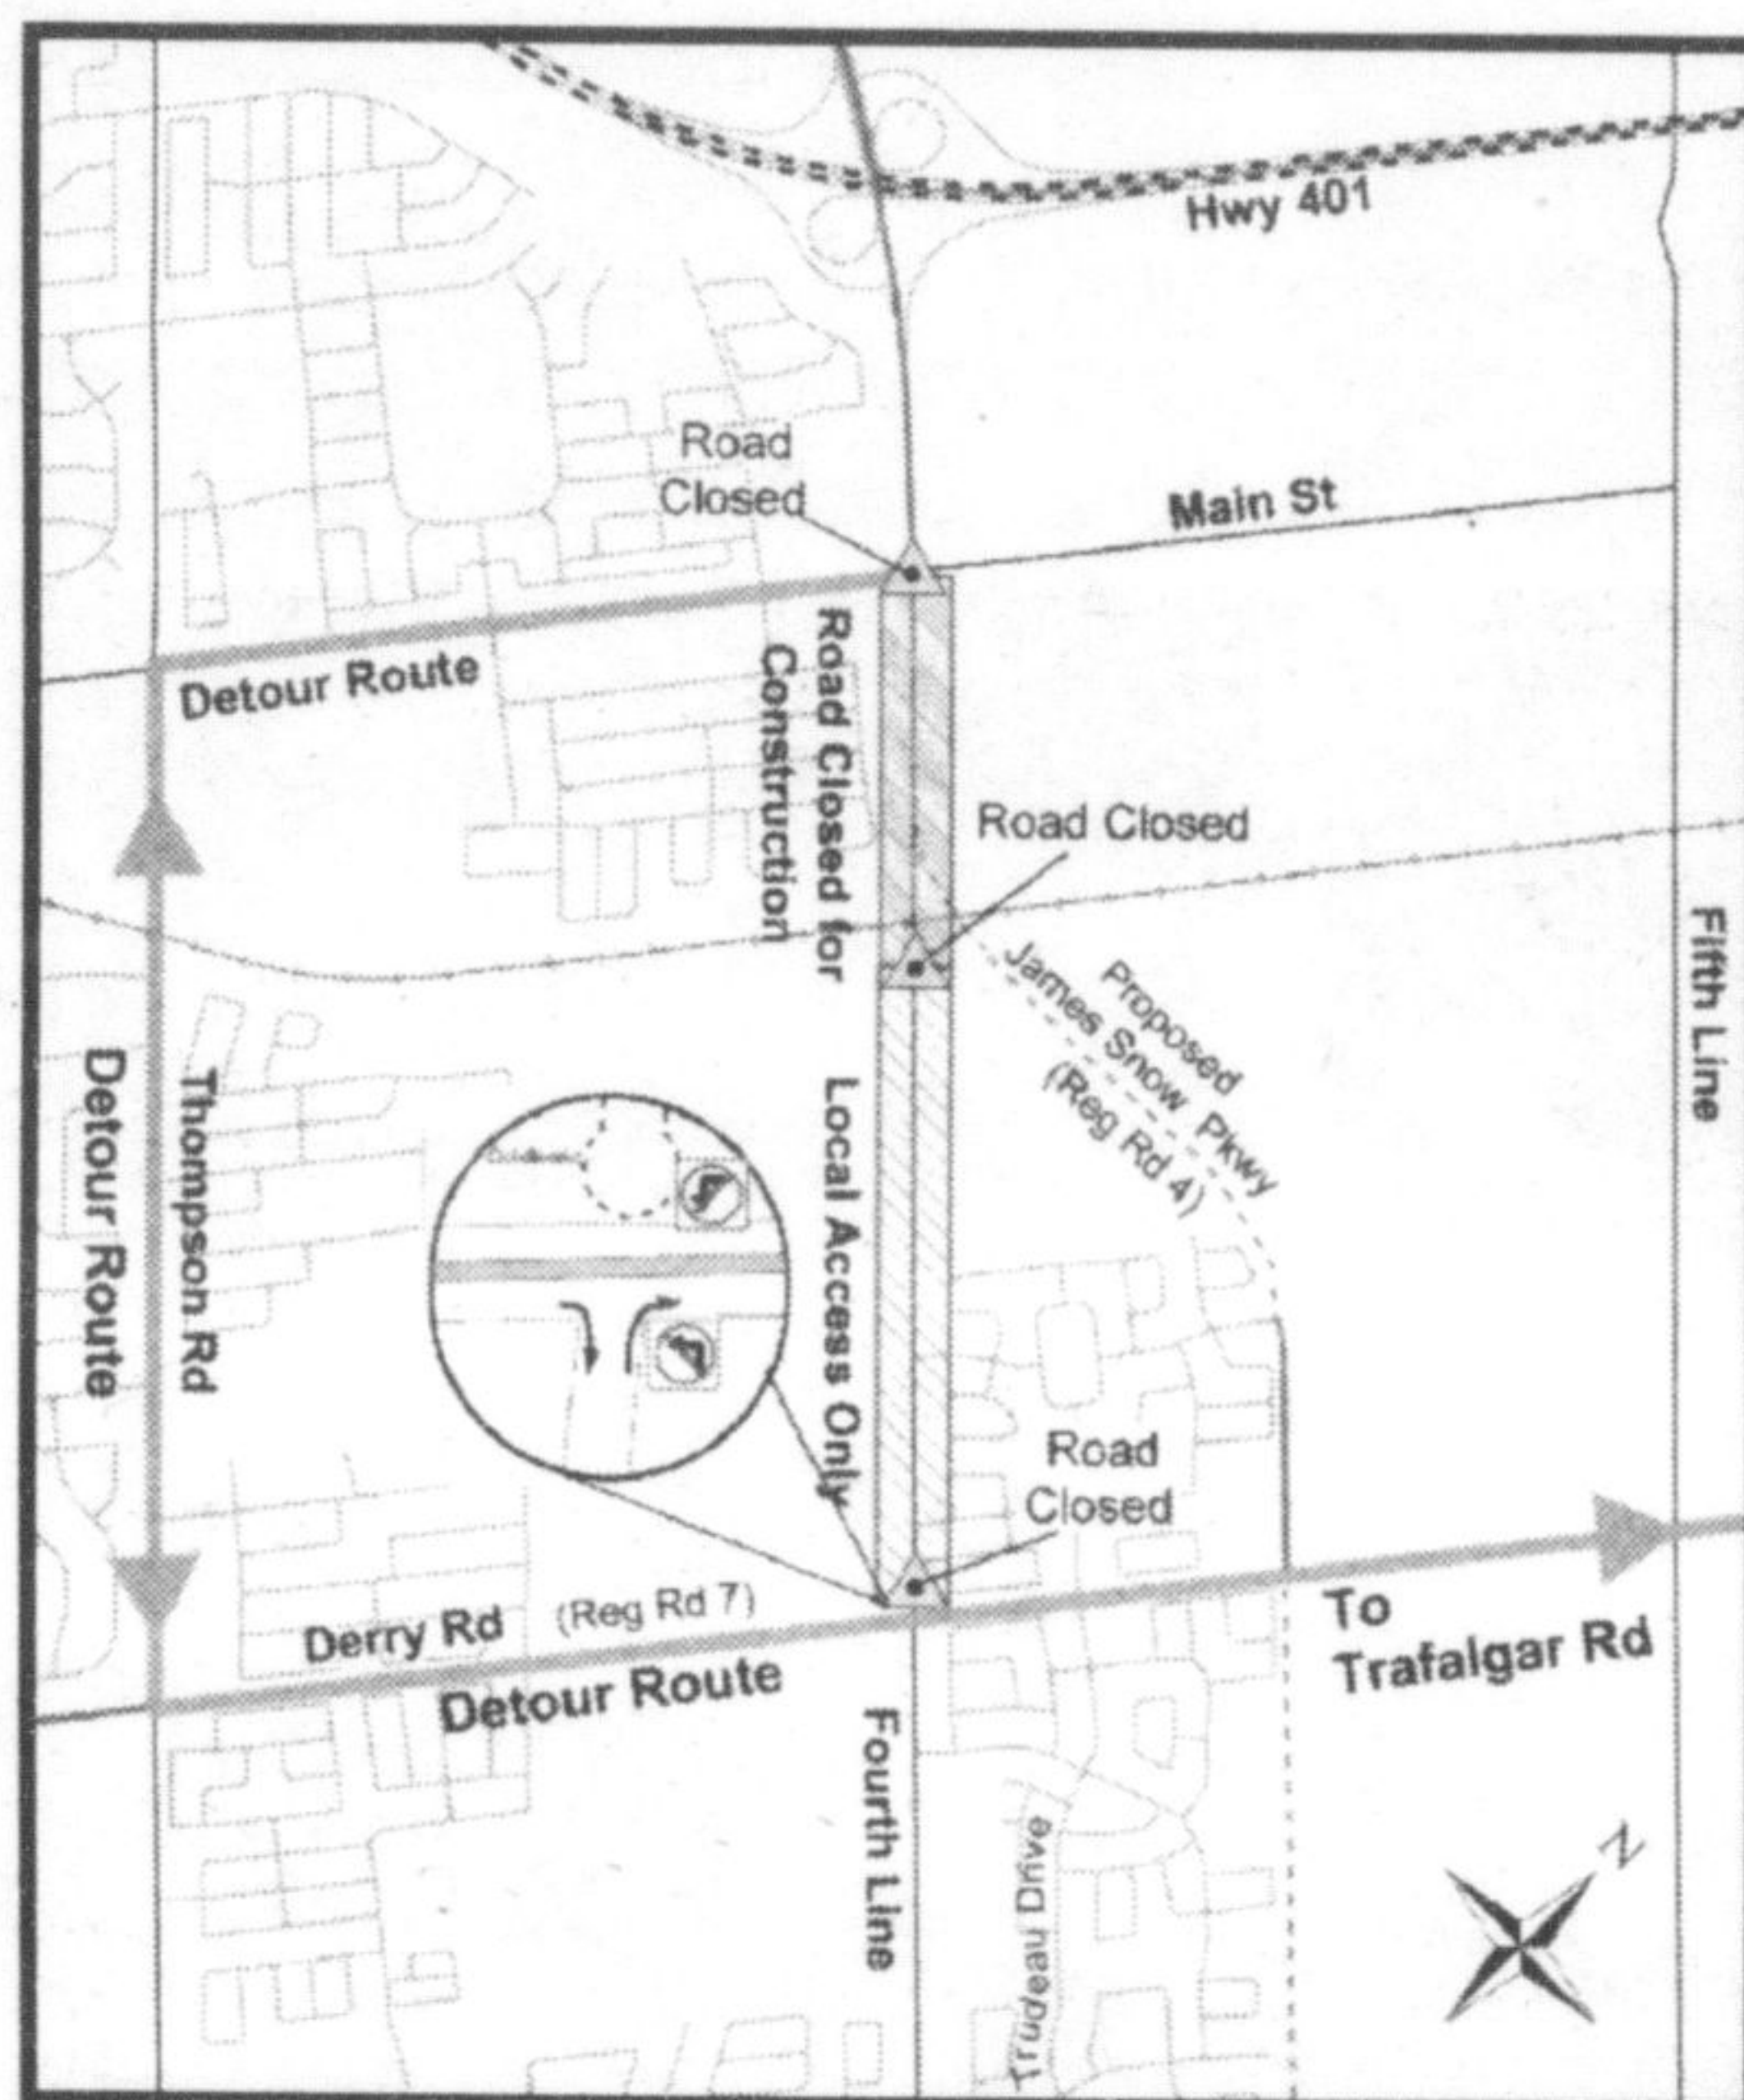 Hwy 401
Road
Closed
Main St
Detour Route
Road Closed for
Construction
Road Closed
Proposed
James Snow Pkwy
(Reg Rd 4)
Fifth Line
Thompson Rd
Detour Route
Local Access Only
Road
Closed
Derry Rd (Reg Rd 7)
Detour Route
To
Trafalgar Rd
Fourth Line
Trudeau Drive
N